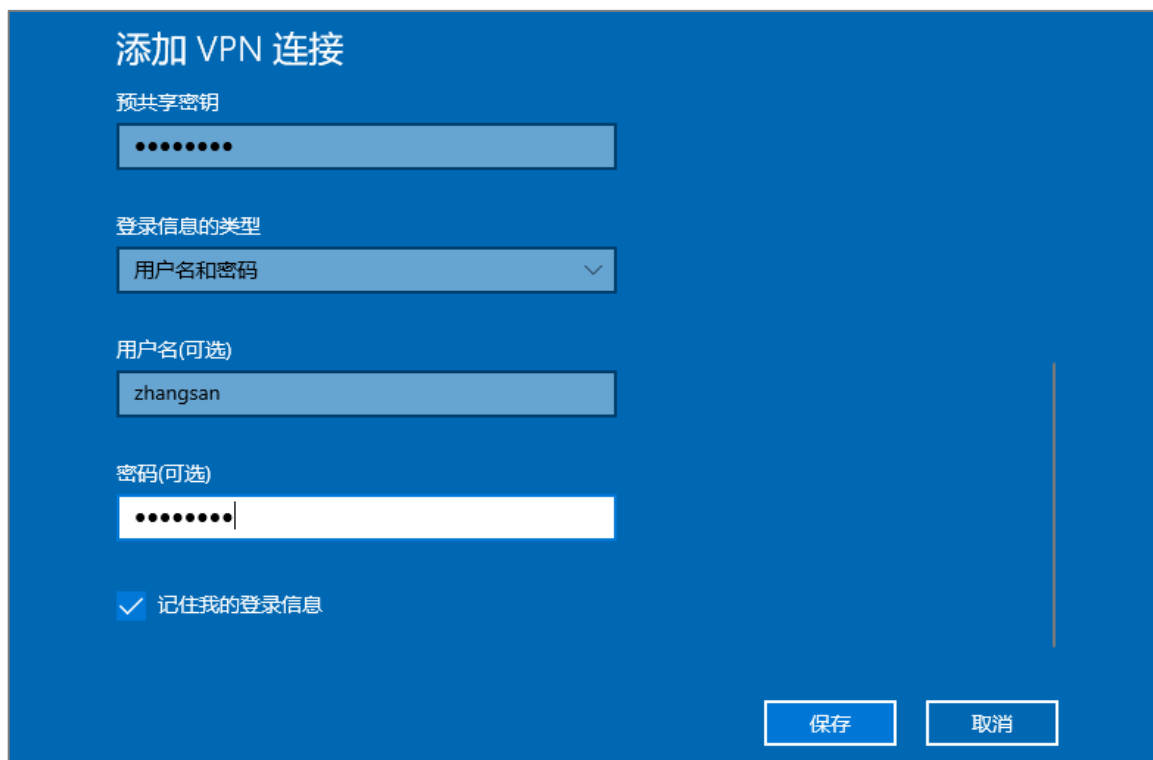 添加 VPN 连接
预共享密钥
••••••••
登录信息的类型
用户名和密码
用户名(可选)
zhangsan
密码(可选)
••••••••
记住我的登录信息
保存
取消